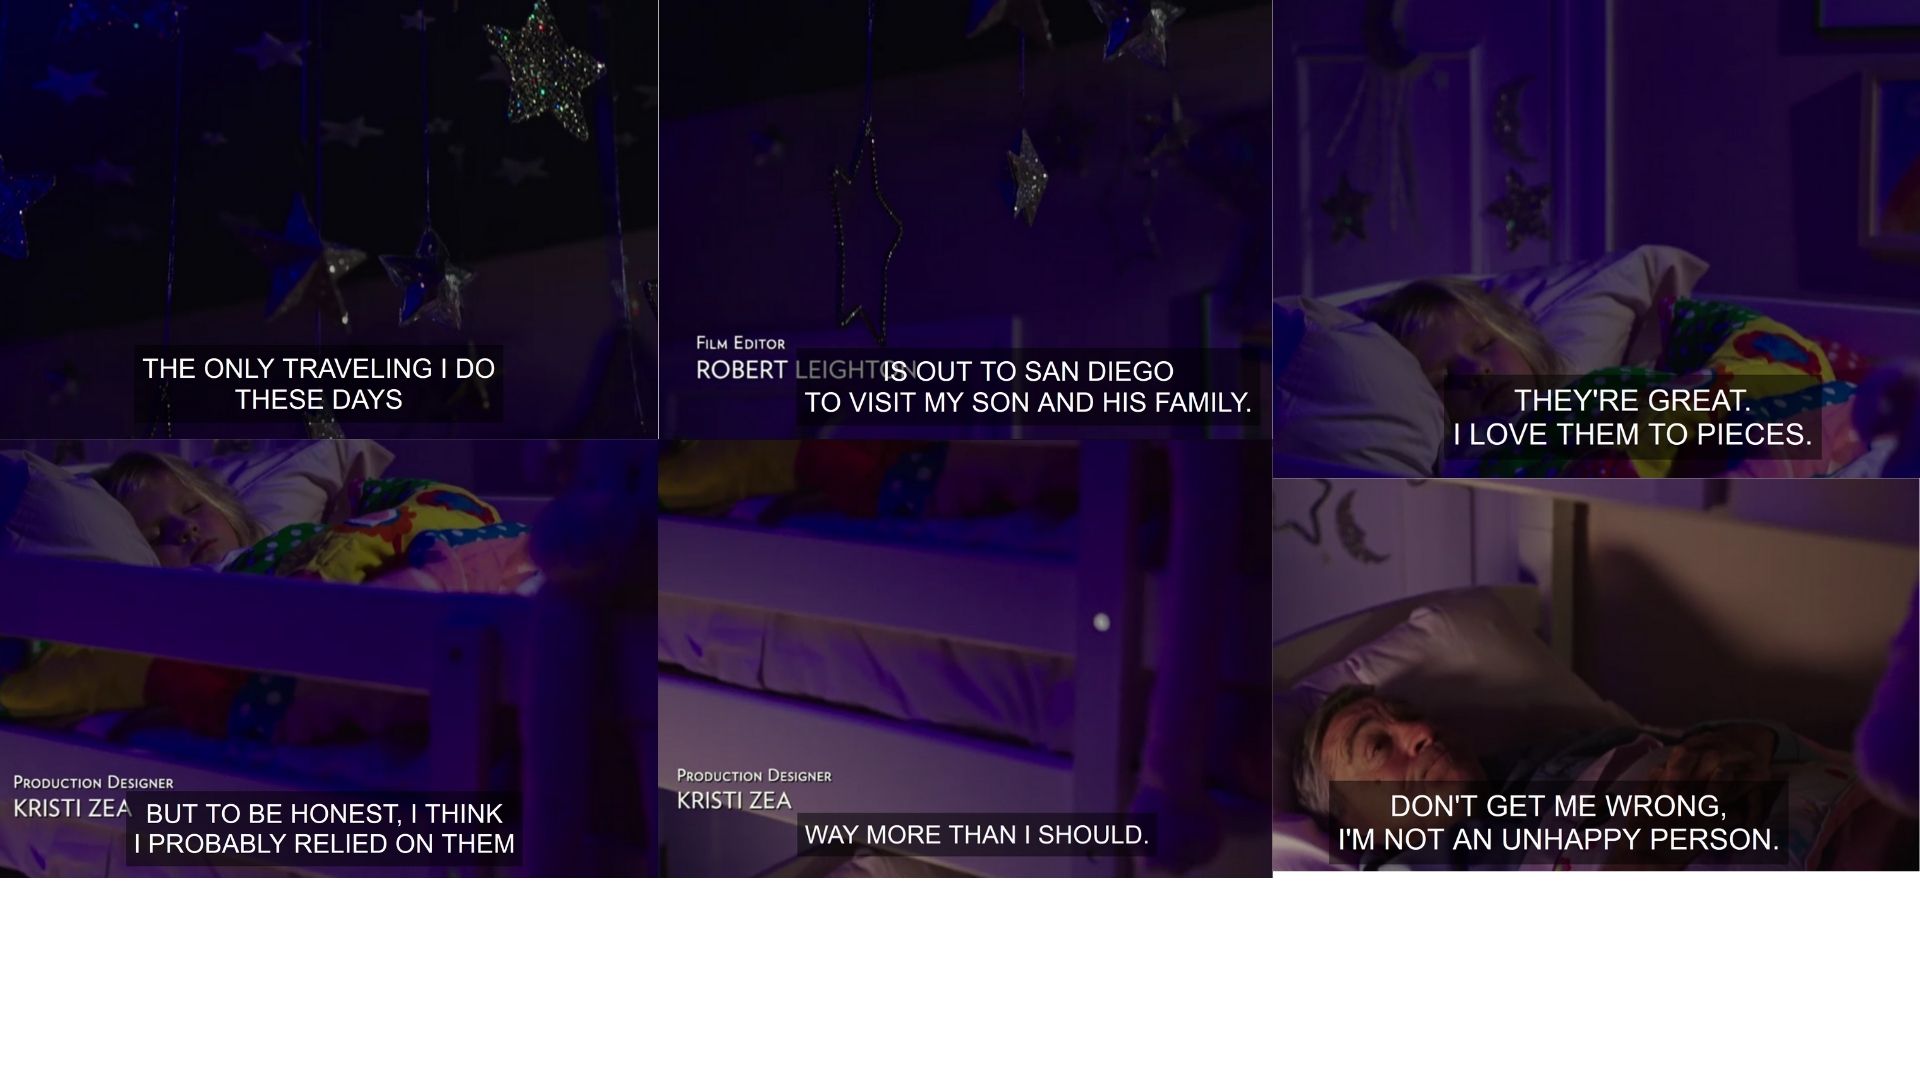 THE ONLY TRAVELING I DO
THESE DAYS
FILM EDITOR
ROBERT LEIGHTON
IS OUT TO SAN DIEGO
TO VISIT MY SON AND HIS FAMILY.
THEY'RE GREAT.
I LOVE THEM TO PIECES.
PRODUCTION DESIGNER
KRISTI ZEA
BUT TO BE HONEST, I THINK
I PROBABLY RELIED ON THEM
PRODUCTION DESIGNER
KRISTI ZEA
WAY MORE THAN I SHOULD.
DON'T GET ME WRONG,
I'M NOT AN UNHAPPY PERSON.